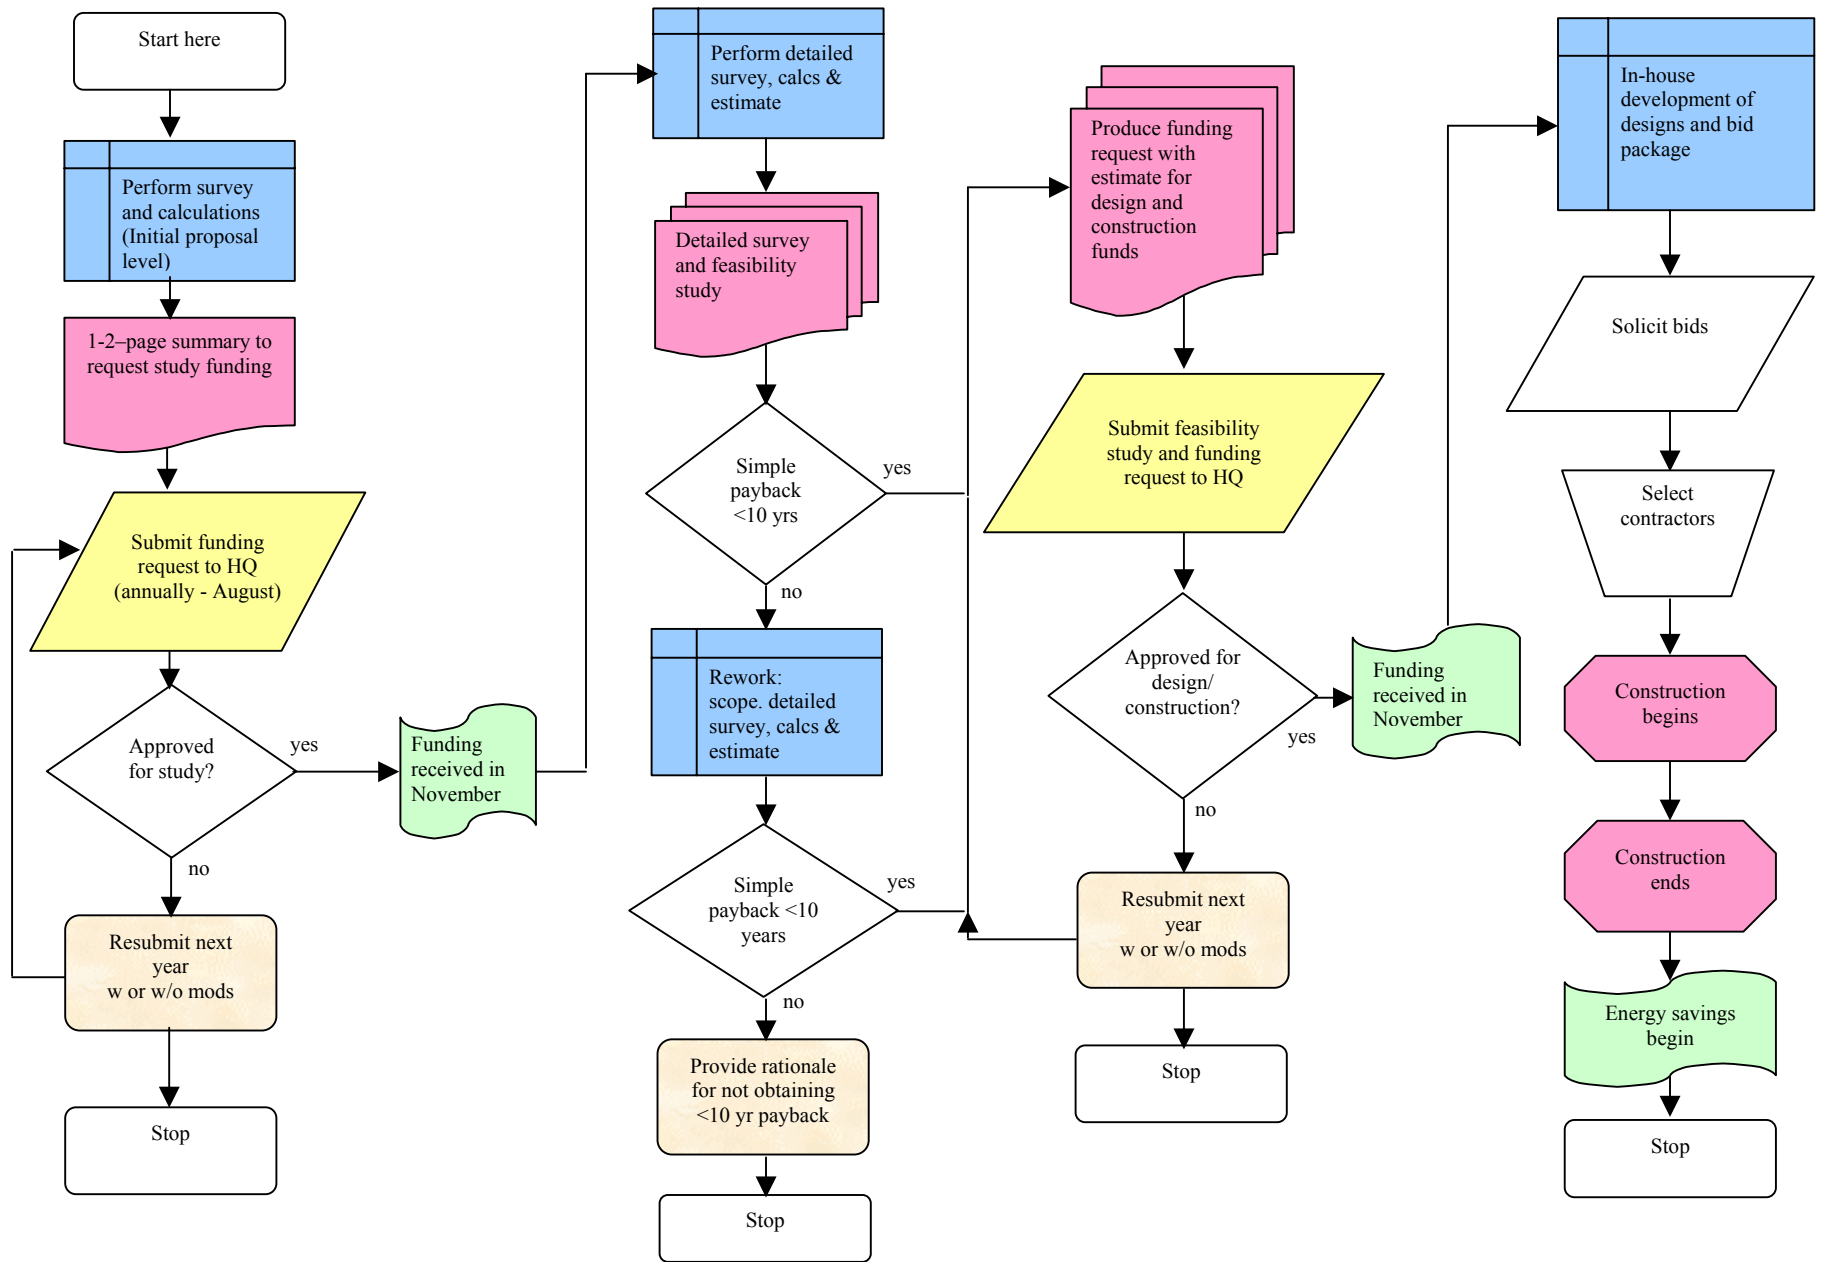 Start here
Perform survey
and calculations
(Initial proposal
level)
1-2–page summary to
request study funding
Submit funding
request to HQ
(annually - August)
Approved
for study?
yes
no
Resubmit next
year
w or w/o mods
Stop
Funding
received in
November
Perform detailed
survey, calcs &
estimate
Detailed survey
and feasibility
study
Simple
payback
<10 yrs
yes
no
Rework:
scope. detailed
survey, calcs &
estimate
Simple
payback <10
years
yes
no
Provide rationale
for not obtaining
<10 yr payback
Stop
Produce funding
request with
estimate for
design and
construction
funds
Submit feasibility
study and funding
request to HQ
Approved for
design/
construction?
yes
no
Resubmit next
year
w or w/o mods
Stop
Funding
received in
November
In-house
development of
designs and bid
package
Solicit bids
Select
contractors
Construction
begins
Construction
ends
Energy savings
begin
Stop